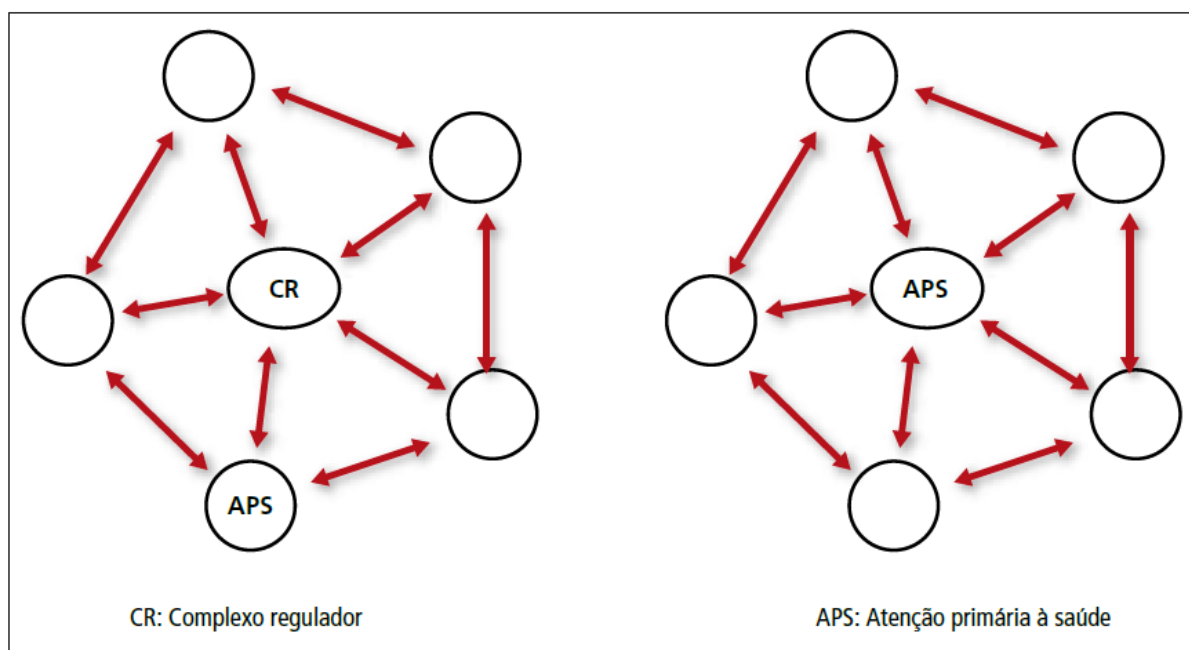 CR
APS
APS
CR: Complexo regulador
APS: Atenção primária à saúde